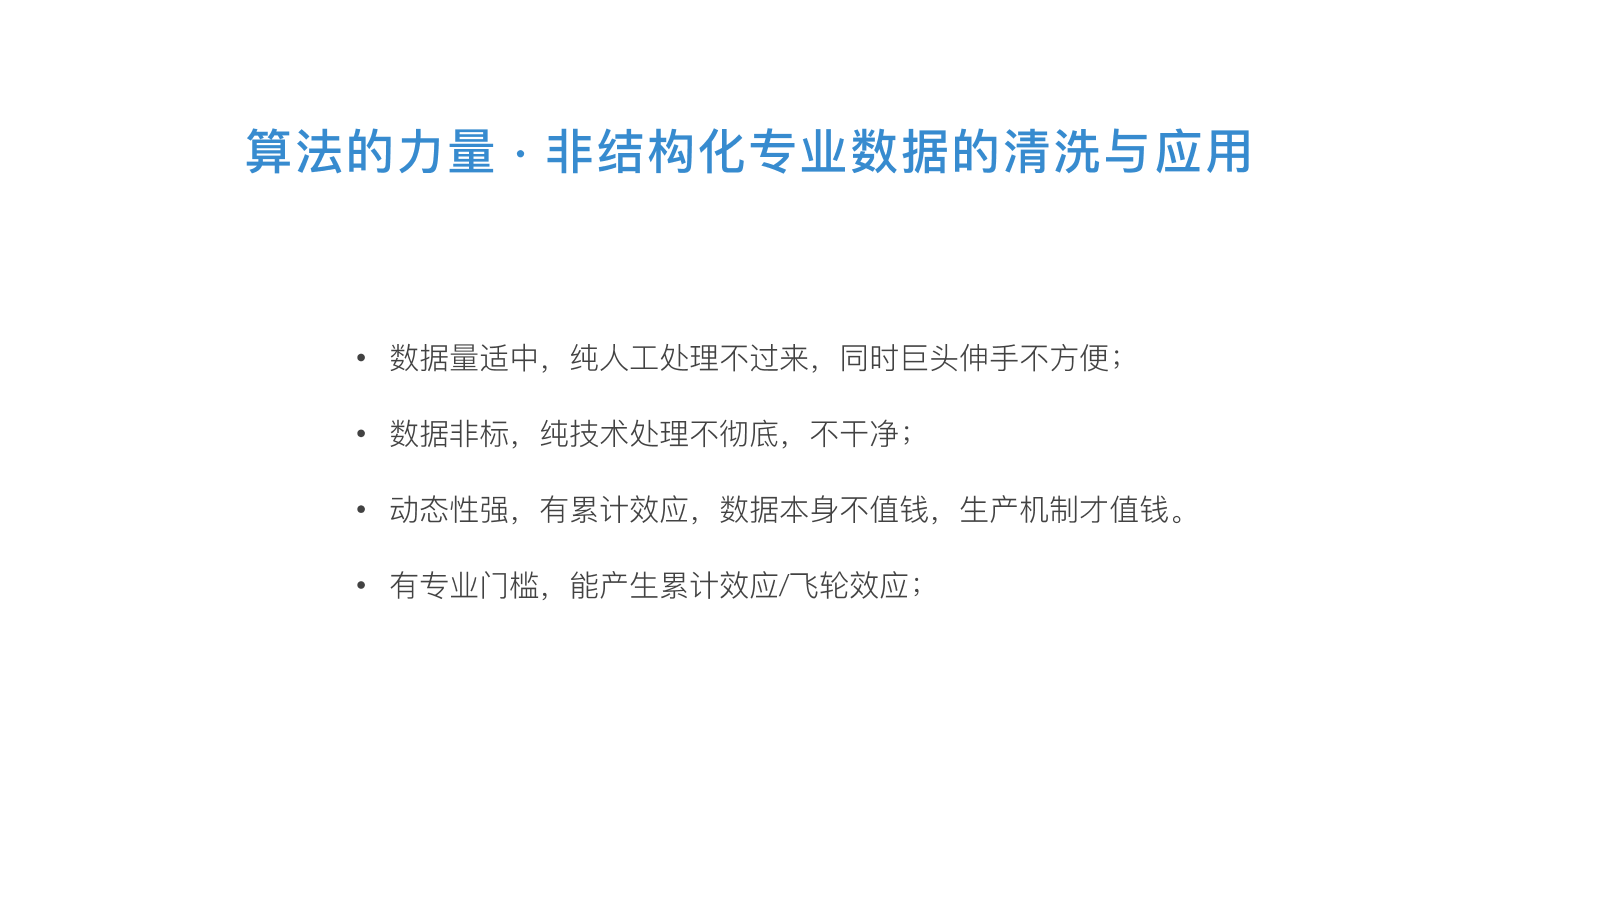 算法的力量 · 非结构化专业数据的清洗与应用
• 数据量适中，纯人工处理不过来，同时巨头伸手不方便；
• 数据非标，纯技术处理不彻底，不干净；
• 动态性强，有累计效应，数据本身不值钱，生产机制才值钱。
• 有专业门槛，能产生累计效应/飞轮效应；